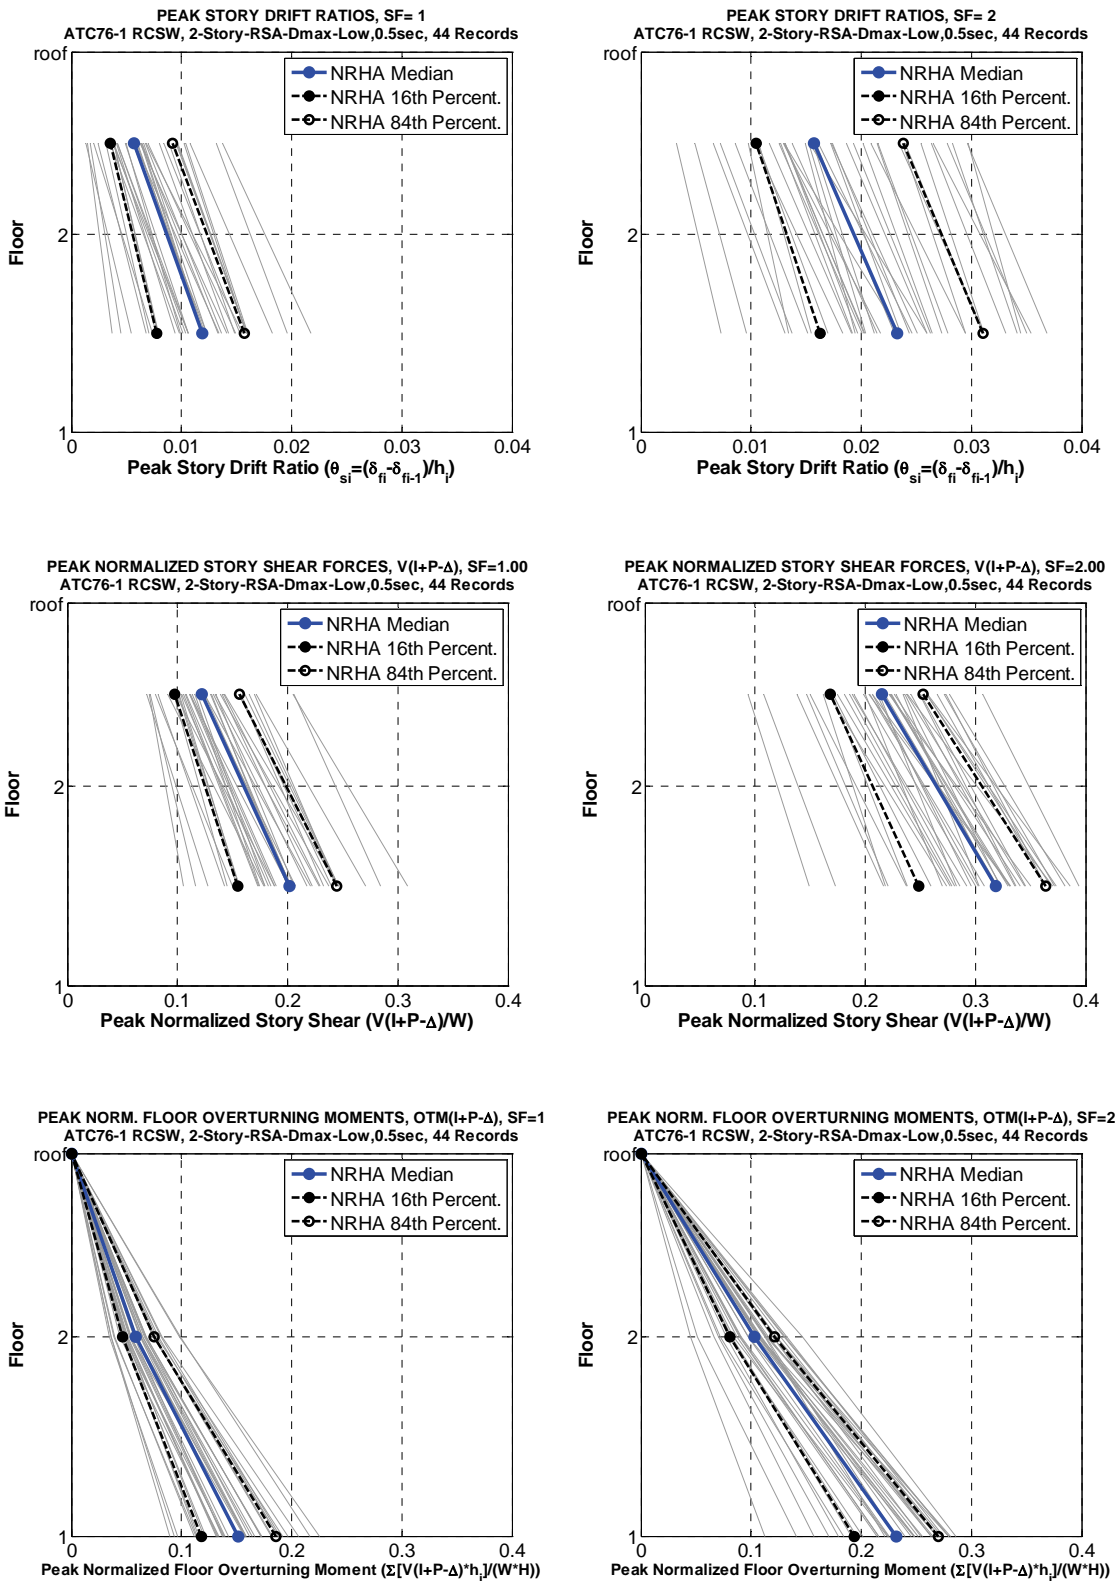 PEAK STORY DRIFT RATIOS, SF= 1
ATC76-1 RCSW, 2-Story-RSA-Dmax-Low,0.5sec, 44 Records
roof
NRHA Median
NRHA 16th Percent.
NRHA 84th Percent.
Floor
2
1
0 0.01 0.02 0.03 0.04
Peak Story Drift Ratio (θsi=(δfi-δfi-1)/hi)
PEAK STORY DRIFT RATIOS, SF= 2
ATC76-1 RCSW, 2-Story-RSA-Dmax-Low,0.5sec, 44 Records
roof
NRHA Median
NRHA 16th Percent.
NRHA 84th Percent.
Floor
2
1
0 0.01 0.02 0.03 0.04
Peak Story Drift Ratio (θsi=(δfi-δfi-1)/hi)
PEAK NORMALIZED STORY SHEAR FORCES, V(I+P-Δ), SF=1.00
ATC76-1 RCSW, 2-Story-RSA-Dmax-Low,0.5sec, 44 Records
roof
NRHA Median
NRHA 16th Percent.
NRHA 84th Percent.
Floor
2
1
0 0.1 0.2 0.3 0.4
Peak Normalized Story Shear (V(I+P-Δ)/W)
PEAK NORMALIZED STORY SHEAR FORCES, V(I+P-Δ), SF=2.00
ATC76-1 RCSW, 2-Story-RSA-Dmax-Low,0.5sec, 44 Records
roof
NRHA Median
NRHA 16th Percent.
NRHA 84th Percent.
Floor
2
1
0 0.1 0.2 0.3 0.4
Peak Normalized Story Shear (V(I+P-Δ)/W)
PEAK NORM. FLOOR OVERTURNING MOMENTS, OTM(I+P-Δ), SF=1
ATC76-1 RCSW, 2-Story-RSA-Dmax-Low,0.5sec, 44 Records
roof
NRHA Median
NRHA 16th Percent.
NRHA 84th Percent.
Floor
2
1
0 0.1 0.2 0.3 0.4
Peak Normalized Floor Overturning Moment (Σ[V(I+P-Δ)*hi]/(W*H))
PEAK NORM. FLOOR OVERTURNING MOMENTS, OTM(I+P-Δ), SF=2
ATC76-1 RCSW, 2-Story-RSA-Dmax-Low,0.5sec, 44 Records
roof
NRHA Median
NRHA 16th Percent.
NRHA 84th Percent.
Floor
2
1
0 0.1 0.2 0.3 0.4
Peak Normalized Floor Overturning Moment (Σ[V(I+P-Δ)*hi]/(W*H))